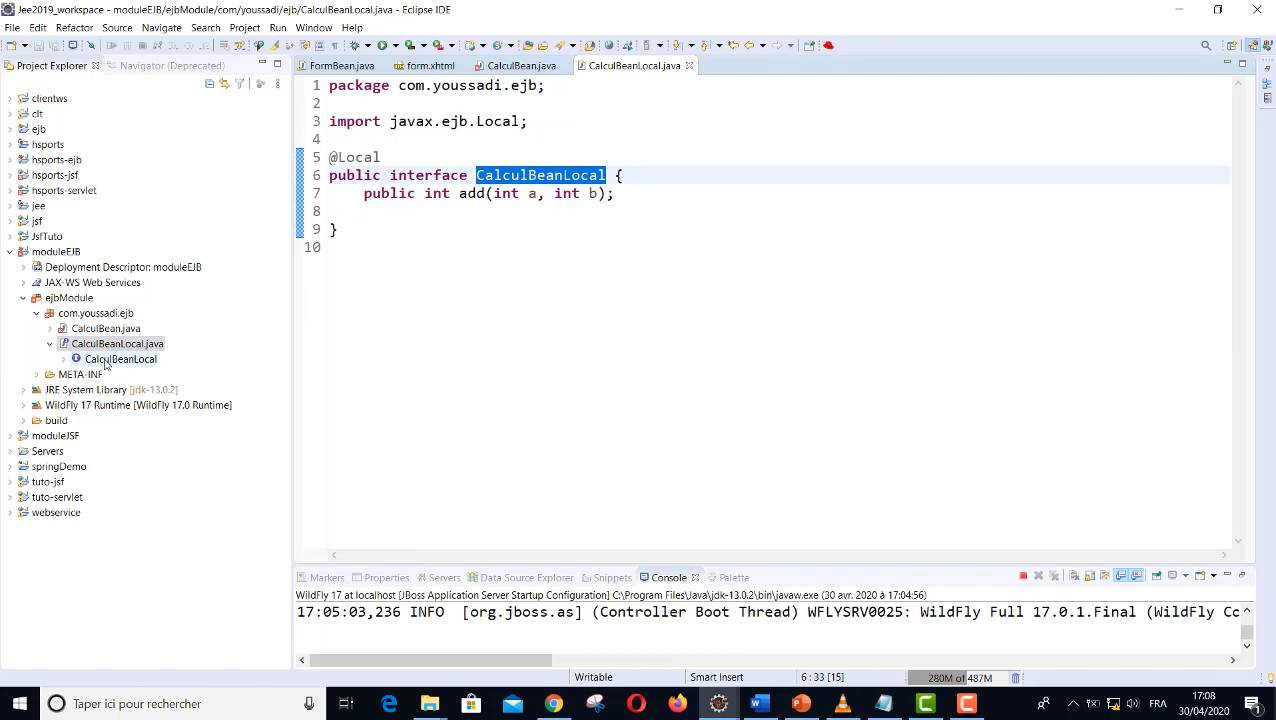 Jee2019_workspace - moduleEJB/ejbModule/com/youssadi/ejb/CalculBeanLocal.java - Eclipse IDE
File Edit Refactor Source Navigate Search Project Run Window Help
Project Explorer Navigator (Deprecated)
FormBean.java form.xhtml CalculBean.java CalculBeanLocal.java
clientws
clt
ejb
hsports
hsports-ejb
hsports-jsf
hsports-servlet
jee
jsf
JsfTuto
moduleEJB
Deployment Descriptor: moduleEJB
JAX-WS Web Services
ejbModule
com.youssadi.ejb
CalculBean.java
CalculBeanLocal.java
CalculBeanLocal
META-INF
JRE System Library [jdk-13.0.2]
WildFly 17 Runtime [WildFly 17.0 Runtime]
build
moduleJSF
Servers
springDemo
tuto-jsf
tuto-servlet
webservice
1 package com.youssadi.ejb;
2
3 import javax.ejb.Local;
4
5 @Local
6 public interface CalculBeanLocal {
7 public int add(int a, int b);
8
9 }
10
Markers Properties Servers Data Source Explorer Snippets Console Palette
WildFly 17 at localhost [JBoss Application Server Startup Configuration] C:\Program Files\Java\jdk-13.0.2\bin\javaw.exe (30 avr. 2020 à 17:04:56)
17:05:03,236 INFO [org.jboss.as] (Controller Boot Thread) WFLYSRV0025: WildFly Full 17.0.1.Final (WildFly Co
Writable Smart Insert 6 : 33 [15] 280M of 487M
Taper ici pour rechercher
FRA
17:08
30/04/2020